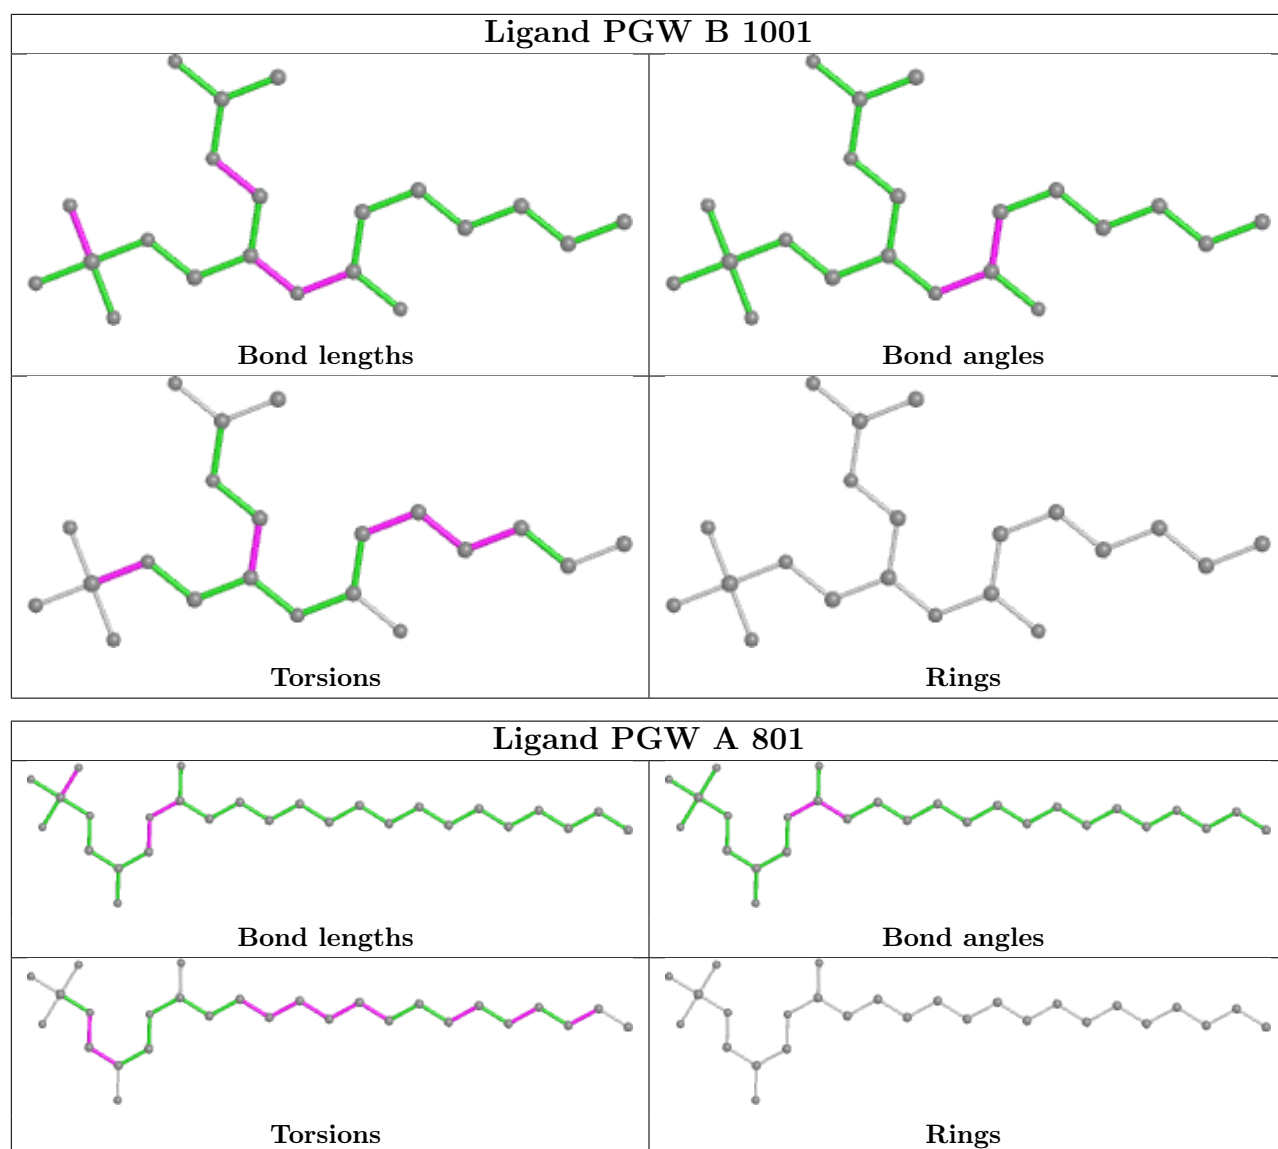 Ligand PGW B 1001
Bond lengths
Bond angles
Torsions
Rings
Ligand PGW A 801
Bond lengths
Bond angles
Torsions
Rings